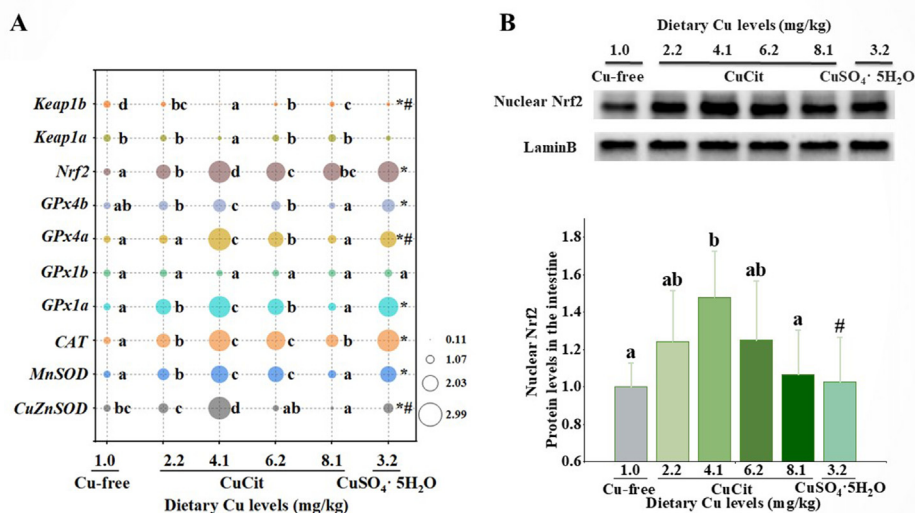 A
Keap1b d bc a b c *#
Keap1a b b a b b
Nrf2 a b d c bc *
GPx4b ab b c b a *
GPx4a a a c b a *#
GPx1b a a a a a a
GPx1a a b c b a *
CAT a b c c b *
MnSOD a b c c a *
CuZnSOD bc c d ab a *#
0.11
1.07
2.03
2.99
1.0 2.2 4.1 6.2 8.1 3.2
Cu-free CuCit CuSO₄· 5H₂O
Dietary Cu levels (mg/kg)
B
Dietary Cu levels (mg/kg)
1.0 2.2 4.1 6.2 8.1 3.2
Cu-free CuCit CuSO₄· 5H₂O
Nuclear Nrf2
LaminB
Nuclear Nrf2
Protein levels in the intestine
1.8
1.6
1.4
1.2
1.0
0.8
0.6
a ab b ab a #
1.0 2.2 4.1 6.2 8.1 3.2
Cu-free CuCit CuSO₄·5H₂O
Dietary Cu levels (mg/kg)